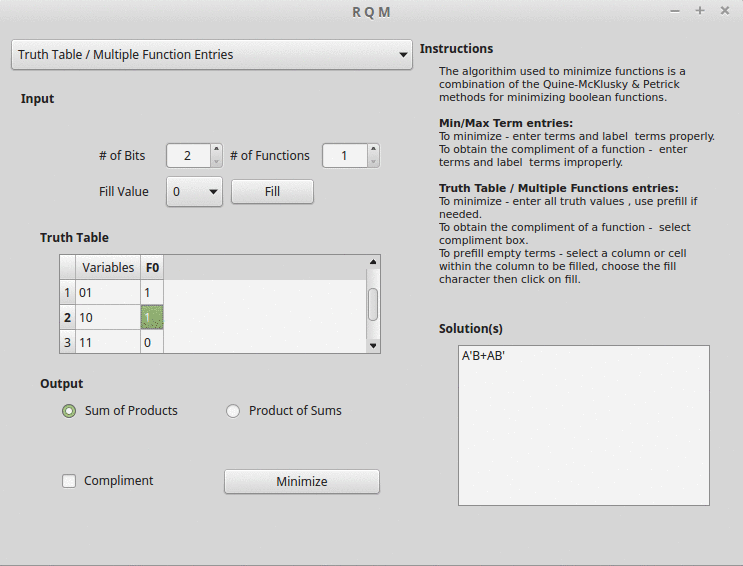 RQM
Truth Table / Multiple Function Entries
Input
# of Bits 2 # of Functions 1
Fill Value 0 Fill
Truth Table
Variables F0
1 01 1
2 10 1
3 11 0
Output
Sum of Products Product of Sums
Compliment Minimize
Instructions
The algorithim used to minimize functions is a
combination of the Quine-McKlusky & Petrick
methods for minimizing boolean functions.
Min/Max Term entries:
To minimize - enter terms and label terms properly.
To obtain the compliment of a function - enter
terms and label terms improperly.
Truth Table / Multiple Functions entries:
To minimize - enter all truth values , use prefill if
needed.
To obtain the compliment of a function - select
compliment box.
To prefill empty terms - select a column or cell
within the column to be filled, choose the fill
character then click on fill.
Solution(s)
A'B+AB'